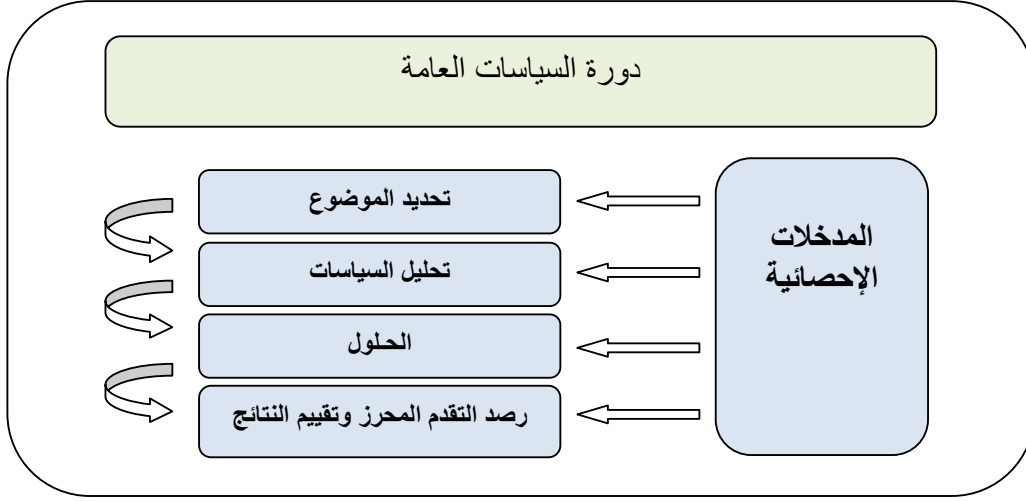 دورة السياسات العامة
المدخلات
الإحصائية
تحديد الموضوع
تحليل السياسات
الحلول
رصد التقدم المحرز وتقييم النتائج